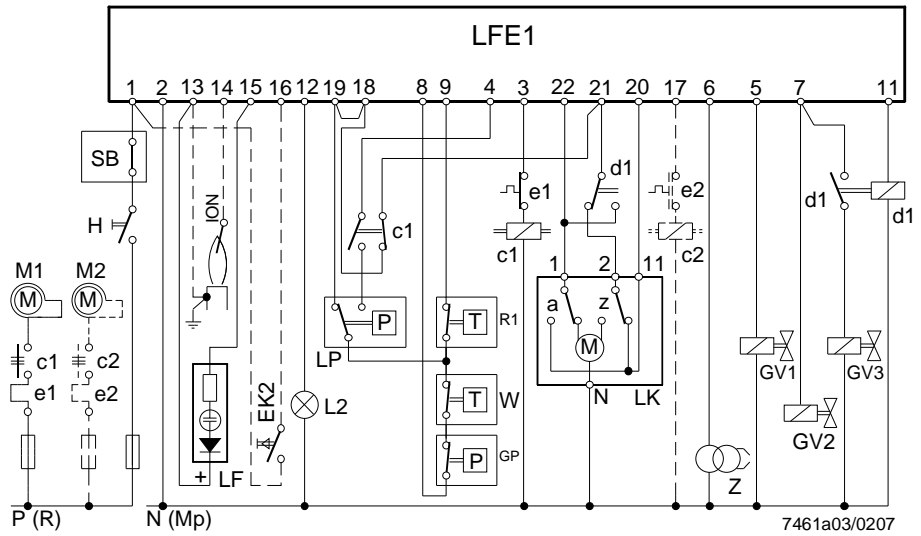 LFE1
1 2 13 14 15 16 12 19 18 8 9 4 3 22 21 20 17 6 5 7 11
SB
H
ION
c1
e1
c1
d1
e2
c2
d1
d1
M1 M2
M M
c1 c2
e1 e2
LP
P
T R1
T W
P GP
1 2 11
a z
M
N LK
EK2
L2
+ LF
GV1
GV2
GV3
Z
P (R)
N (Mp)
7461a03/0207